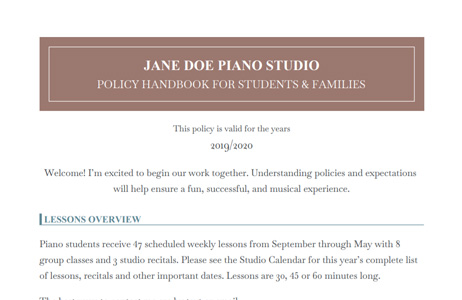 JANE DOE PIANO STUDIO
POLICY HANDBOOK FOR STUDENTS & FAMILIES
This policy is valid for the years
2019/2020
Welcome! I'm excited to begin our work together. Understanding policies and expectations
will help ensure a fun, successful, and musical experience.
LESSONS OVERVIEW
Piano students receive 47 scheduled weekly lessons from September through May with 8
group classes and 3 studio recitals. Please see the Studio Calendar for this year's complete list
of lessons, recitals and other important dates. Lessons are 30, 45 or 60 minutes long.